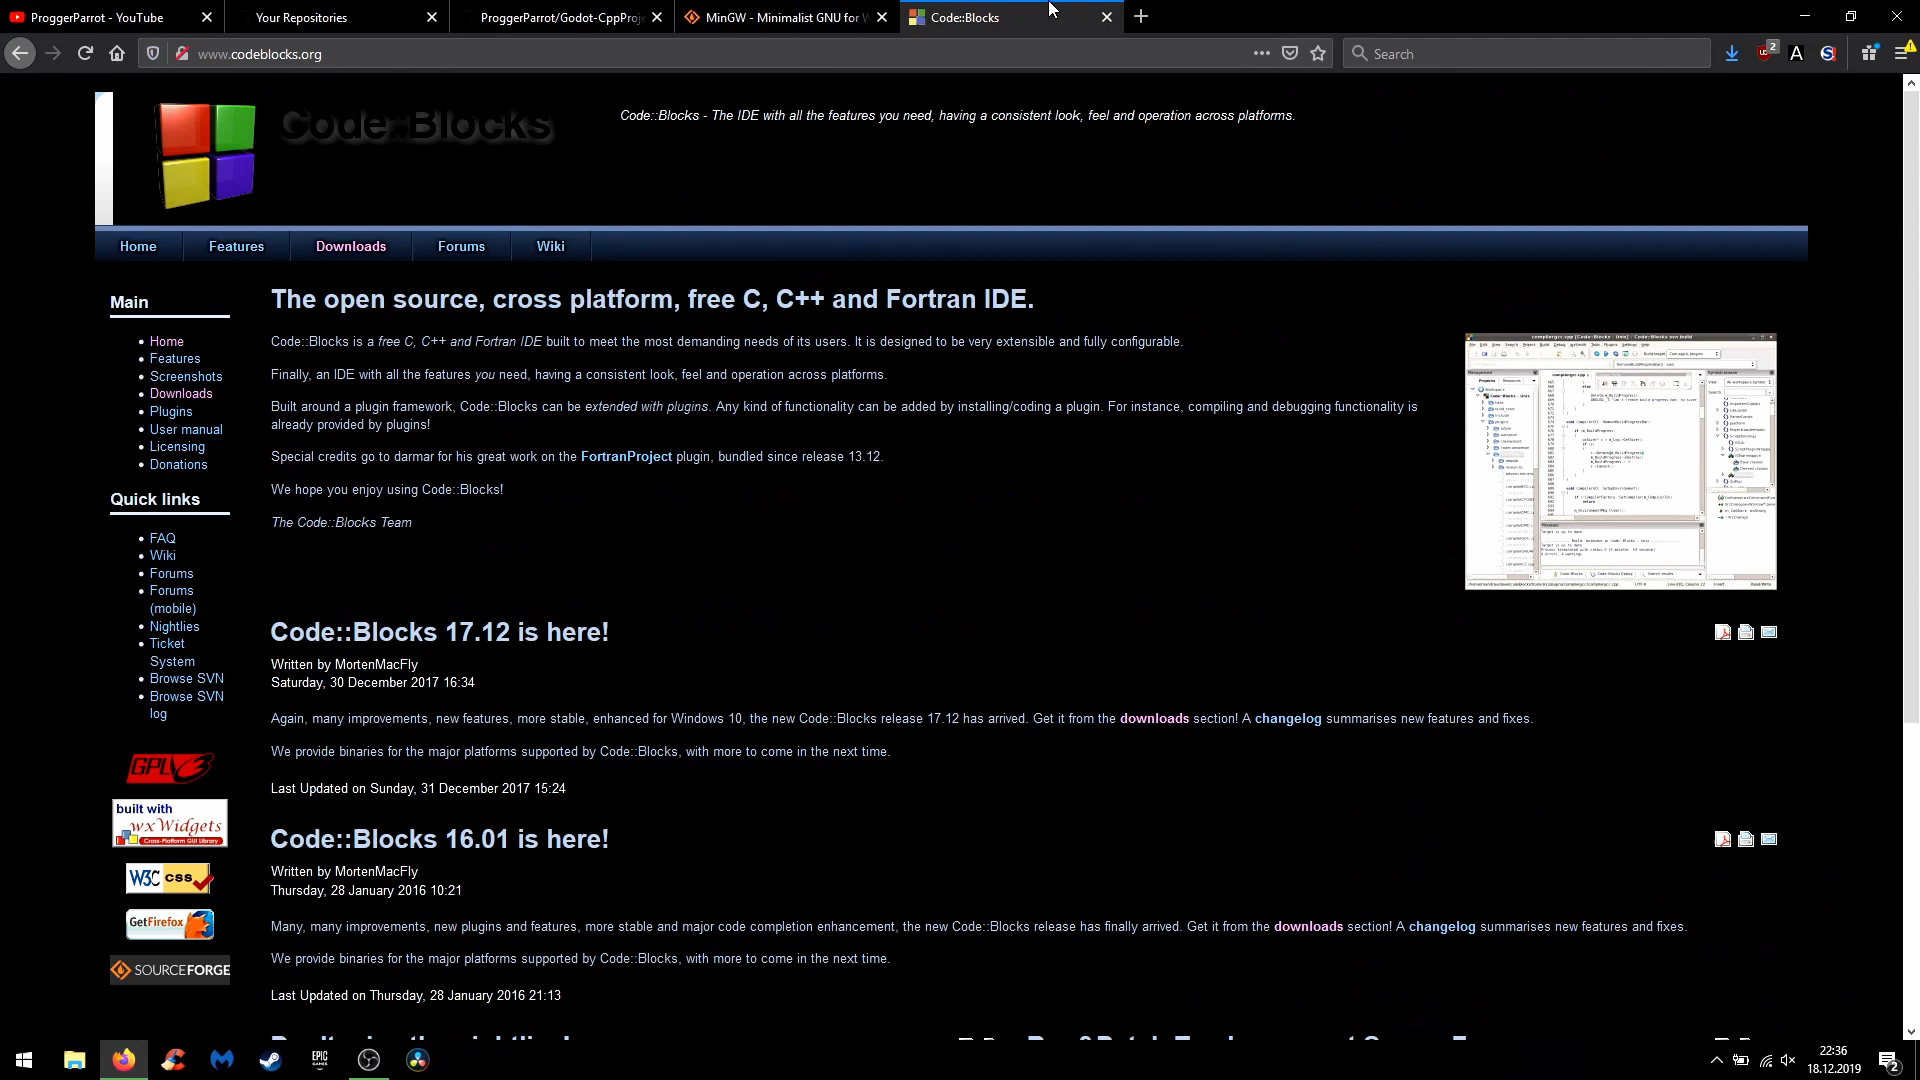 ProggerParrot - YouTube
Your Repositories
ProggerParrot/Godot-CppProj
MinGW - Minimalist GNU for W
Code::Blocks
www.codeblocks.org
Search
2
Code::Blocks
Code::Blocks - The IDE with all the features you need, having a consistent look, feel and operation across platforms.
Home
Features
Downloads
Forums
Wiki
Main
Home
Features
Screenshots
Downloads
Plugins
User manual
Licensing
Donations
Quick links
FAQ
Wiki
Forums
Forums
(mobile)
Nightlies
Ticket
System
Browse SVN
Browse SVN
log
GPLv3
built with
wxWidgets
Cross-Platform GUI Library
W3C css
Get Firefox
SOURCEFORGE
The open source, cross platform, free C, C++ and Fortran IDE.
Code::Blocks is a free C, C++ and Fortran IDE built to meet the most demanding needs of its users. It is designed to be very extensible and fully configurable.
Finally, an IDE with all the features you need, having a consistent look, feel and operation across platforms.
Built around a plugin framework, Code::Blocks can be extended with plugins. Any kind of functionality can be added by installing/coding a plugin. For instance, compiling and debugging functionality is
already provided by plugins!
Special credits go to darmar for his great work on the FortranProject plugin, bundled since release 13.12.
We hope you enjoy using Code::Blocks!
The Code::Blocks Team
Code::Blocks 17.12 is here!
Written by MortenMacFly
Saturday, 30 December 2017 16:34
Again, many improvements, new features, more stable, enhanced for Windows 10, the new Code::Blocks release 17.12 has arrived. Get it from the downloads section! A changelog summarises new features and fixes.
We provide binaries for the major platforms supported by Code::Blocks, with more to come in the next time.
Last Updated on Sunday, 31 December 2017 15:24
Code::Blocks 16.01 is here!
Written by MortenMacFly
Thursday, 28 January 2016 10:21
Many, many improvements, new plugins and features, more stable and major code completion enhancement, the new Code::Blocks release has finally arrived. Get it from the downloads section! A changelog summarises new features and fixes.
We provide binaries for the major platforms supported by Code::Blocks, with more to come in the next time.
Last Updated on Thursday, 28 January 2016 21:13
EPIC
GAMES
22:36
18.12.2019
2